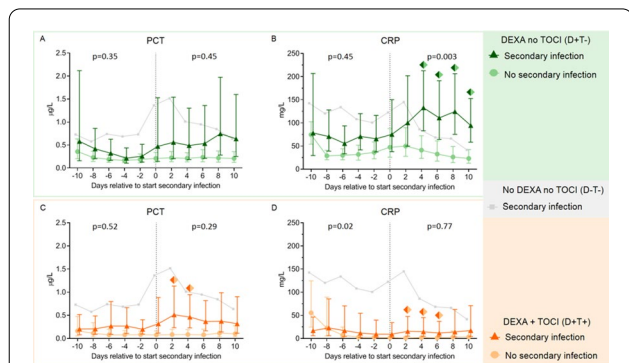 A
PCT
p=0.35
p=0.45
2.5
2.0
1.5
1.0
0.5
0.0
µg/L
-10 -8 -6 -4 -2 0 2 4 6 8 10
Days relative to start secondary infection
B
CRP
p=0.45
p=0.003
250
200
150
100
50
0
mg/L
-10 -8 -6 -4 -2 0 2 4 6 8 10
Days relative to start secondary infection
DEXA no TOCI (D+T-)
Secondary infection
No secondary infection
No DEXA no TOCI (D-T-)
Secondary infection
C
PCT
p=0.52
p=0.29
2.5
2.0
1.5
1.0
0.5
0.0
µg/L
-10 -8 -6 -4 -2 0 2 4 6 8 10
Days relative to start secondary infection
D
CRP
p=0.02
p=0.77
250
200
150
100
50
0
mg/L
-10 -8 -6 -4 -2 0 2 4 6 8 10
Days relative to start secondary infection
DEXA + TOCI (D+T+)
Secondary infection
No secondary infection